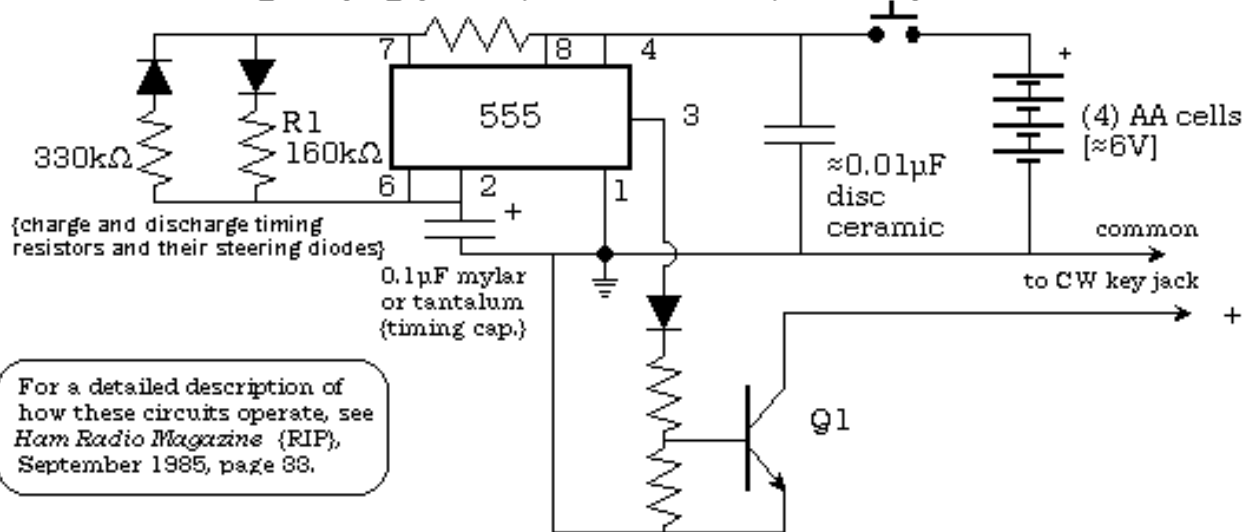 7
8
4
+
555
3
R1
330kΩ
160kΩ
(4) AA cells
[≈6V]
≈0.01µF
disc
ceramic
6
2
1
+
{charge and discharge timing
resistors and their steering diodes}
common
0.1µF mylar
or tantalum
{timing cap.}
to CW key jack
+
For a detailed description of
how these circuits operate, see
Ham Radio Magazine {RIP},
September 1985, page 33.
Q1